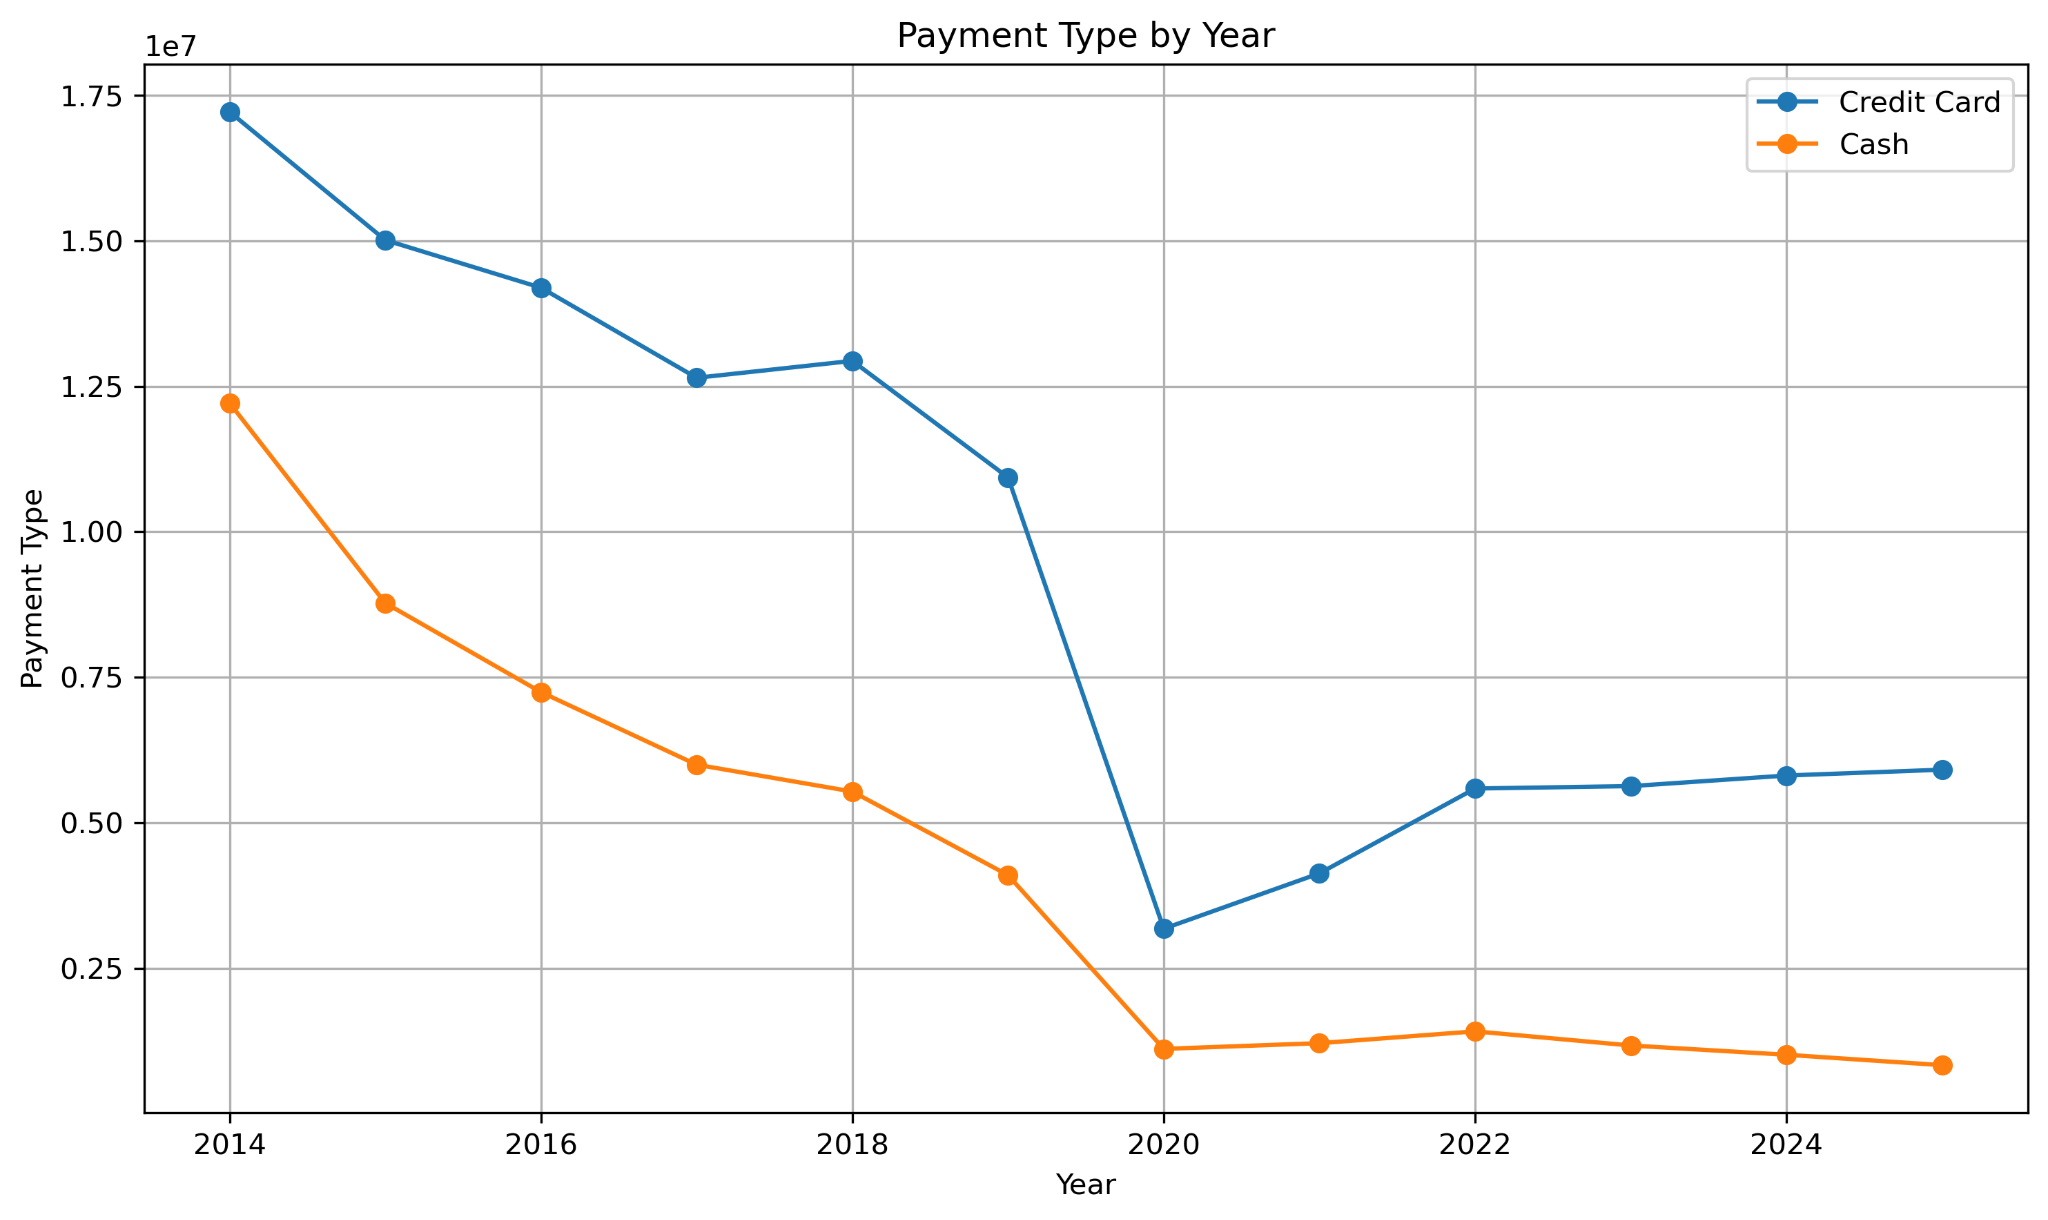 Payment Type by Year
1e7
1.75
1.50
1.25
1.00
0.75
0.50
0.25
Payment Type
Credit Card
Cash
2014 2016 2018 2020 2022 2024
Year